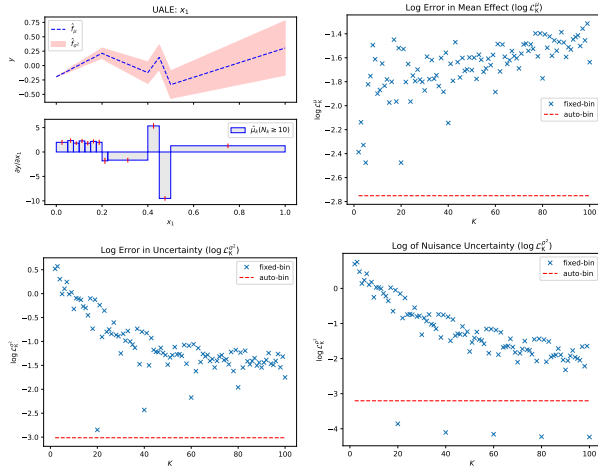 UALE: x₁
0.75
0.50
0.25
0.00
−0.25
−0.50
y
f̂_μ
f̂_σ²
5
0
−5
−10
∂y/∂x₁
μ̂_k(N_k ≥ 10)
0.0 0.2 0.4 0.6 0.8 1.0
x₁
Log Error in Mean Effect (log ℒ_K^μ)
−1.4
−1.6
−1.8
−2.0
−2.2
−2.4
−2.6
−2.8
log ℒ_K^μ
fixed-bin
auto-bin
0 20 40 60 80 100
K
Log Error in Uncertainty (log ℒ_K^σ²)
0.5
0.0
−0.5
−1.0
−1.5
−2.0
−2.5
−3.0
log ℒ_K^σ²
fixed-bin
auto-bin
0 20 40 60 80 100
K
Log of Nuisance Uncertainty (log ℒ_K^ρ²)
1
0
−1
−2
−3
−4
log ℒ_K^ρ²
fixed-bin
auto-bin
0 20 40 60 80 100
K